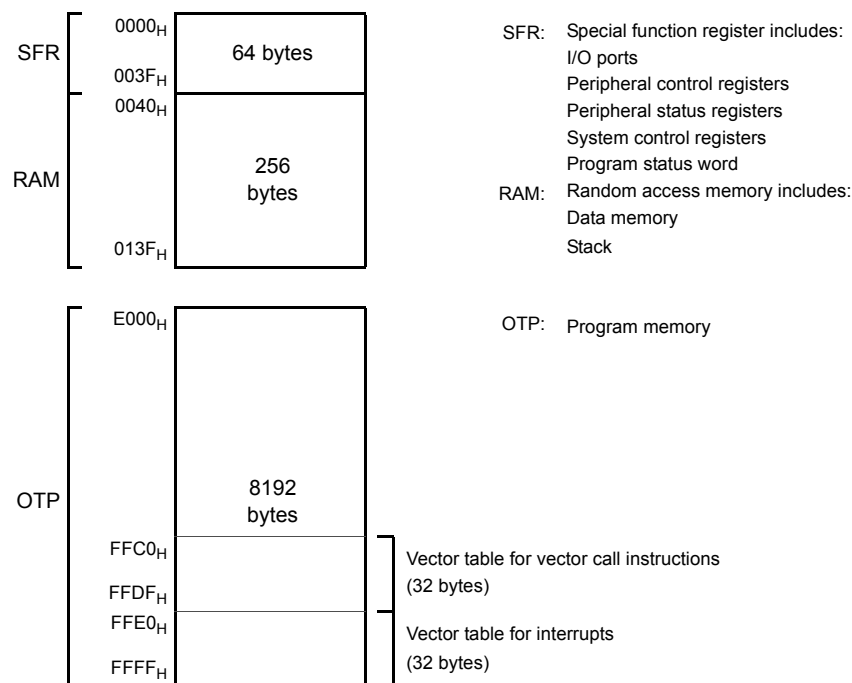 SFR
0000H
003FH
64 bytes
RAM
0040H
013FH
256
bytes
SFR: Special function register includes:
I/O ports
Peripheral control registers
Peripheral status registers
System control registers
Program status word
RAM: Random access memory includes:
Data memory
Stack
OTP
E000H
8192
bytes
FFC0H
FFDFH
FFE0H
FFFFH
OTP: Program memory
Vector table for vector call instructions
(32 bytes)
Vector table for interrupts
(32 bytes)